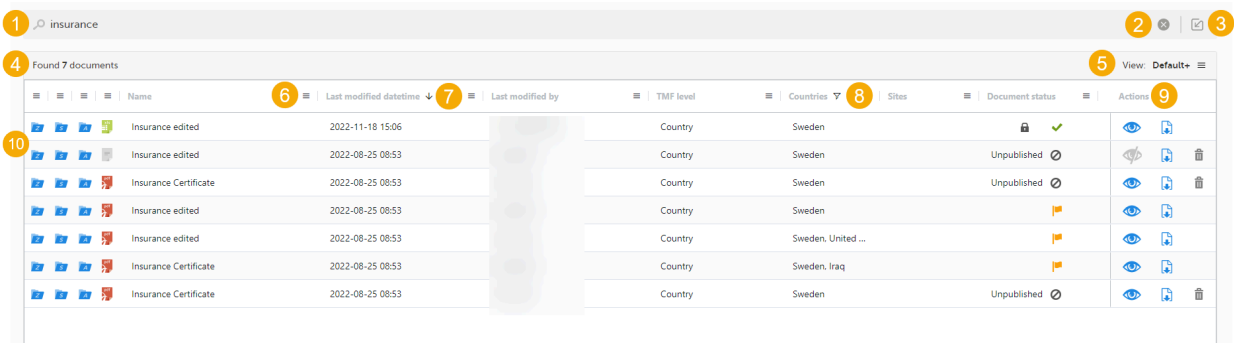 1 insurance 2 3
4 Found 7 documents 5 View: Default+
Name 6 Last modified datetime 7 Last modified by TMF level Countries 8 Sites Document status Actions 9
Z S A Insurance edited 2022-11-18 15:06 Country Sweden
10
Z S A Insurance edited 2022-08-25 08:53 Country Sweden Unpublished
Z S A Insurance Certificate 2022-08-25 08:53 Country Sweden Unpublished
Z S A Insurance edited 2022-08-25 08:53 Country Sweden
Z S A Insurance edited 2022-08-25 08:53 Country Sweden, United ...
Z S A Insurance Certificate 2022-08-25 08:53 Country Sweden, Iraq
Z S A Insurance Certificate 2022-08-25 08:53 Country Sweden Unpublished